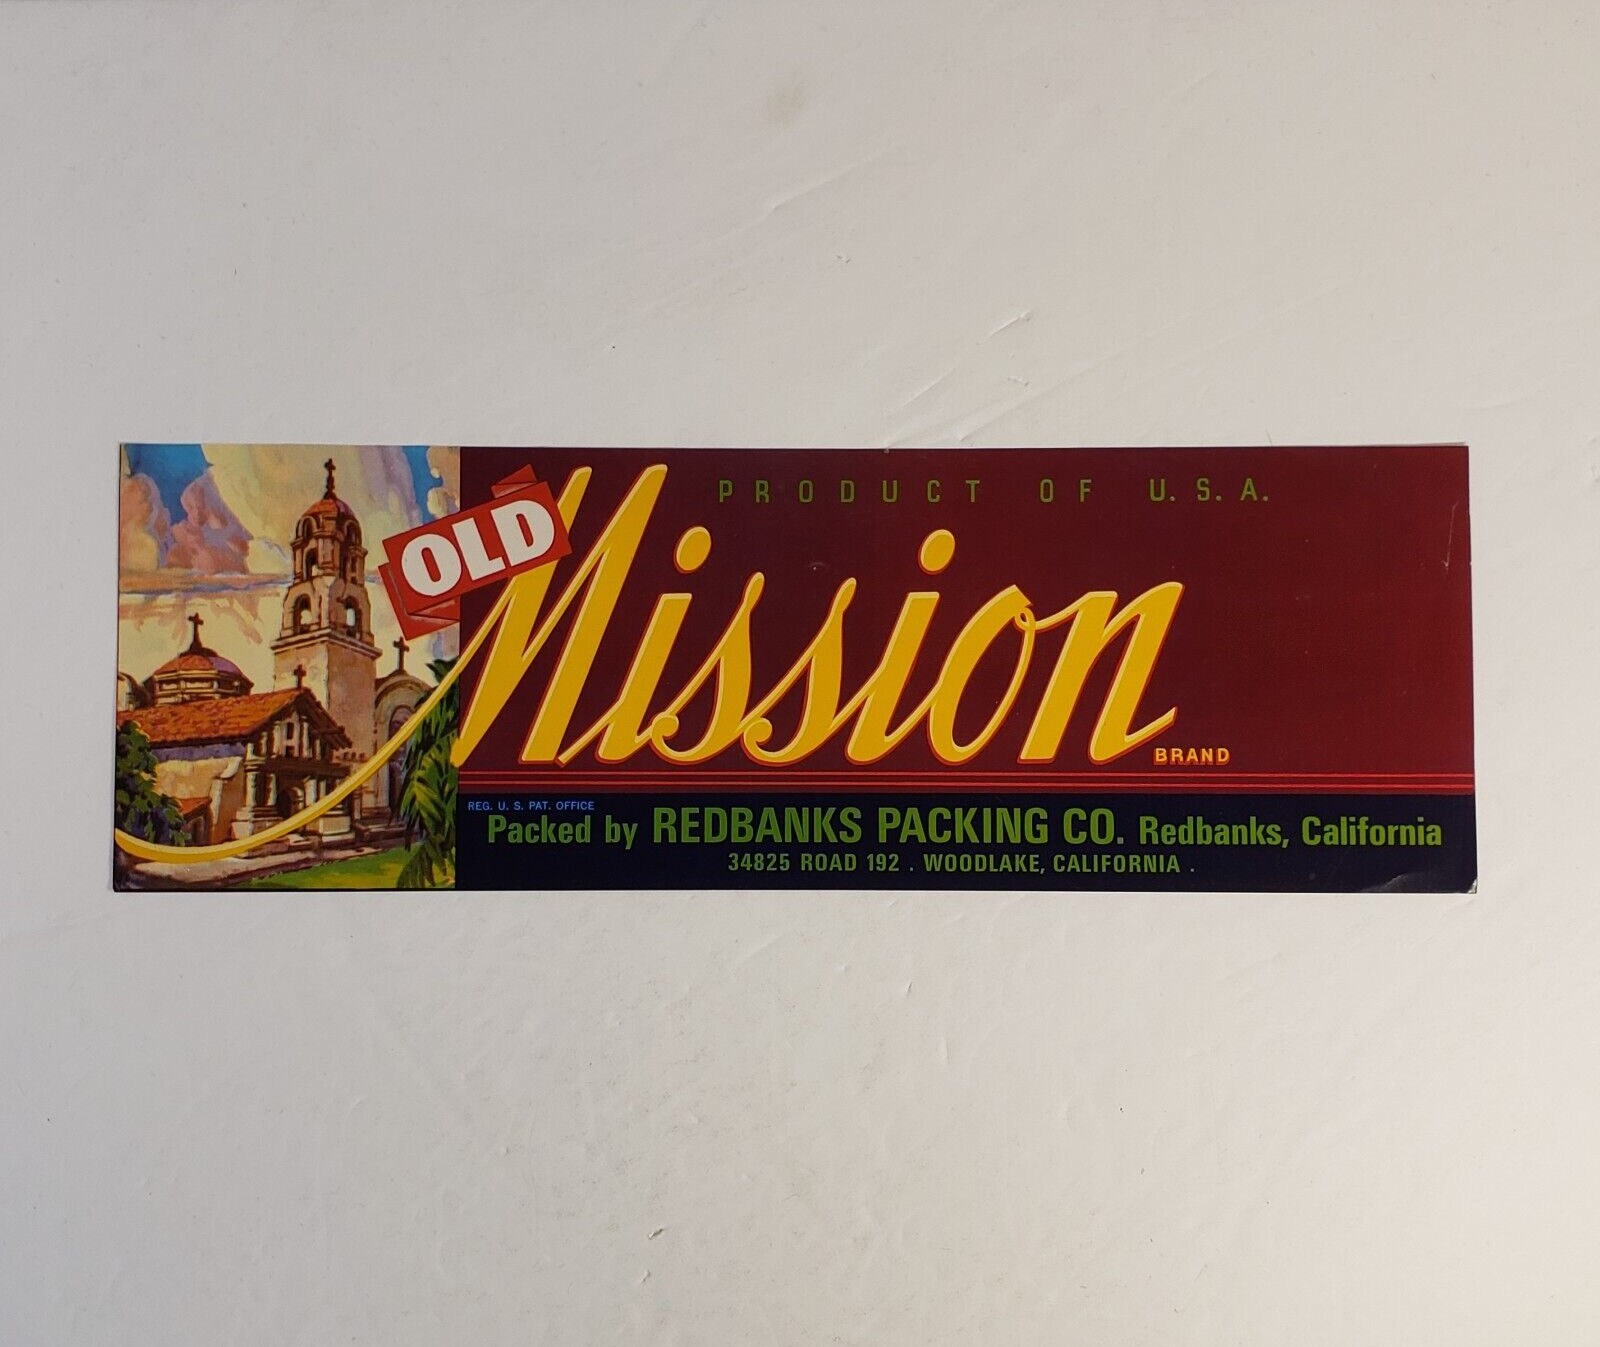 PRODUCT OF U.S.A.
OLD
Mission
BRAND
REG. U. S. PAT. OFFICE
Packed by REDBANKS PACKING CO. Redbanks, California
34825 ROAD 192 . WOODLAKE, CALIFORNIA .